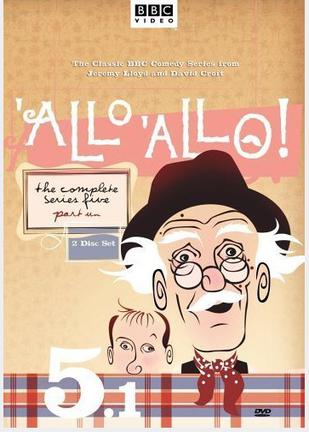 BBC
VIDEO
The Classic BBC Comedy Series from
Jeremy Lloyd and David Croft
'ALLO 'ALLO!
the complete
series five
part un
2 Disc Set
5.1
DVD